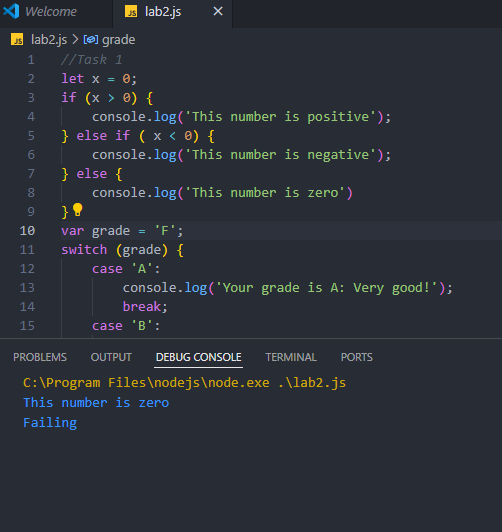 Welcome
JS lab2.js ×
JS lab2.js > grade
1 //Task 1
2 let x = 0;
3 if (x > 0) {
4     console.log('This number is positive');
5 } else if ( x < 0) {
6     console.log('This number is negative');
7 } else {
8     console.log('This number is zero')
9 }
10 var grade = 'F';
11 switch (grade) {
12     case 'A':
13         console.log('Your grade is A: Very good!');
14         break;
15     case 'B':
PROBLEMS OUTPUT DEBUG CONSOLE TERMINAL PORTS
C:\Program Files\nodejs\node.exe .\lab2.js
This number is zero
Failing